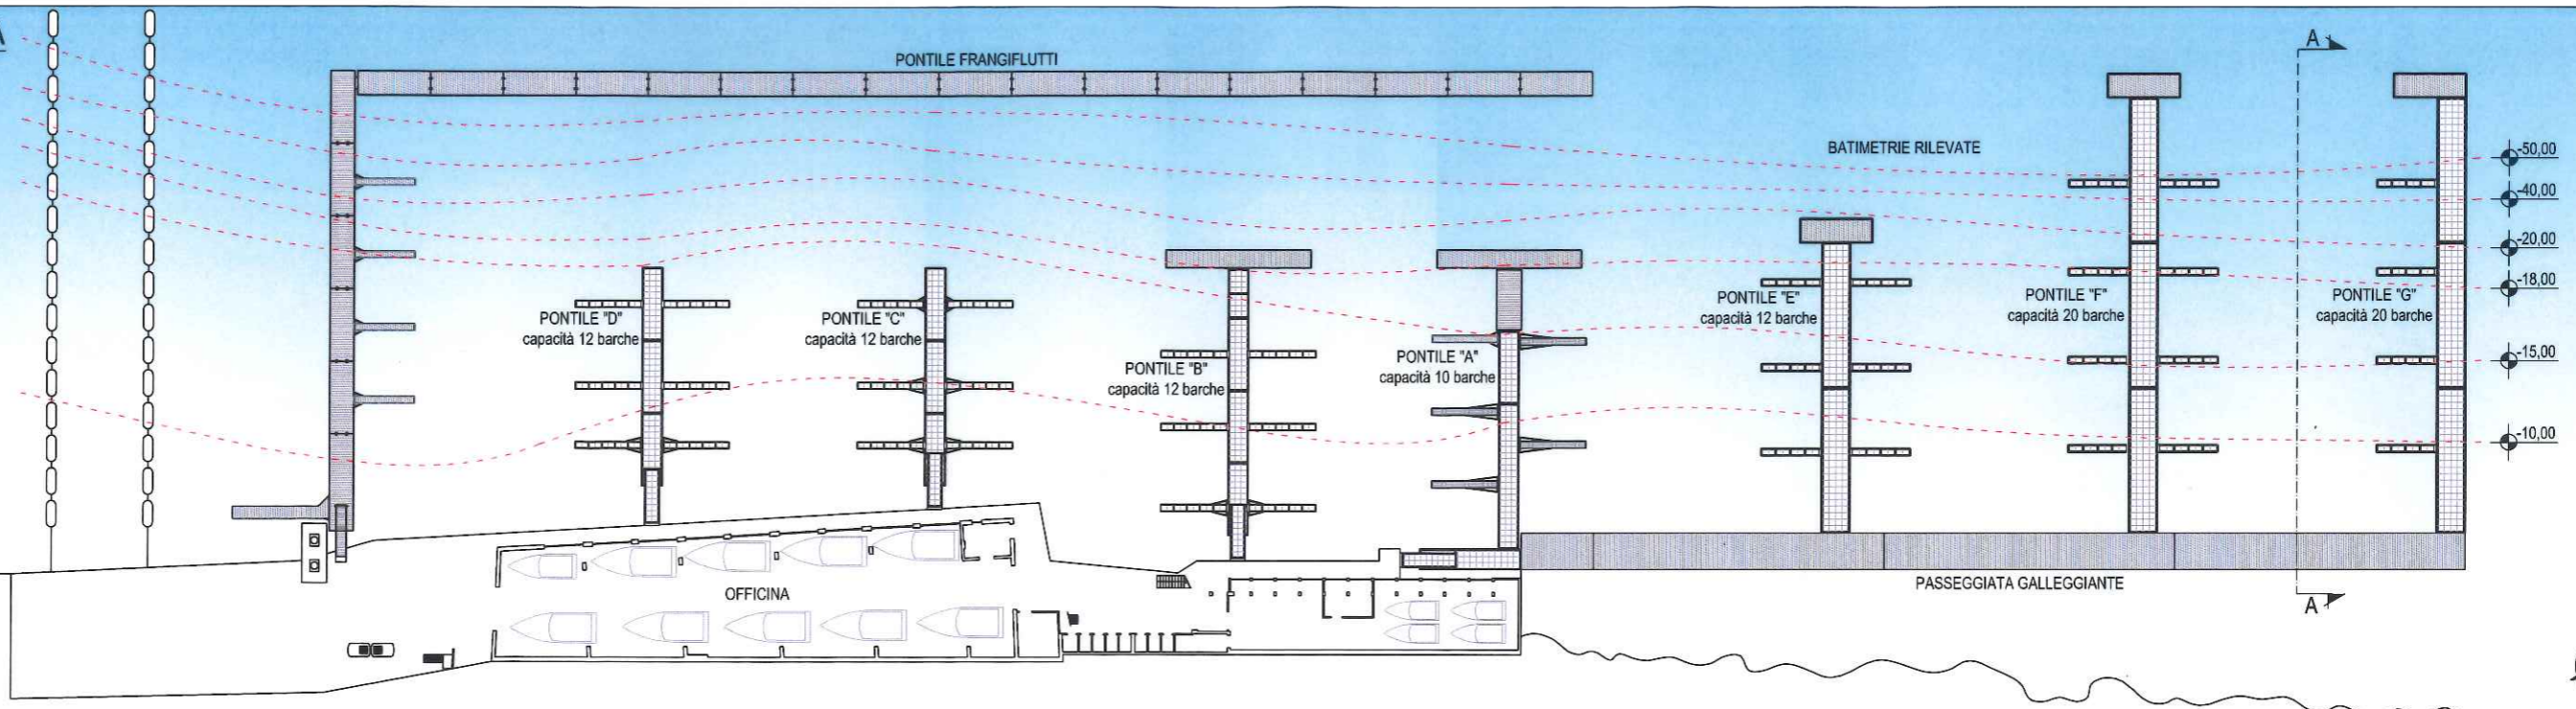 A
A
PONTILE FRANGIFLUTTI
BATIMETRIE RILEVATE
-50,00
-40,00
-20,00
-18,00
-15,00
-10,00
PONTILE "D"
capacità 12 barche
PONTILE "C"
capacità 12 barche
PONTILE "B"
capacità 12 barche
PONTILE "A"
capacità 10 barche
PONTILE "E"
capacità 12 barche
PONTILE "F"
capacità 20 barche
PONTILE "G"
capacità 20 barche
OFFICINA
PASSEGGIATA GALLEGGIANTE
A